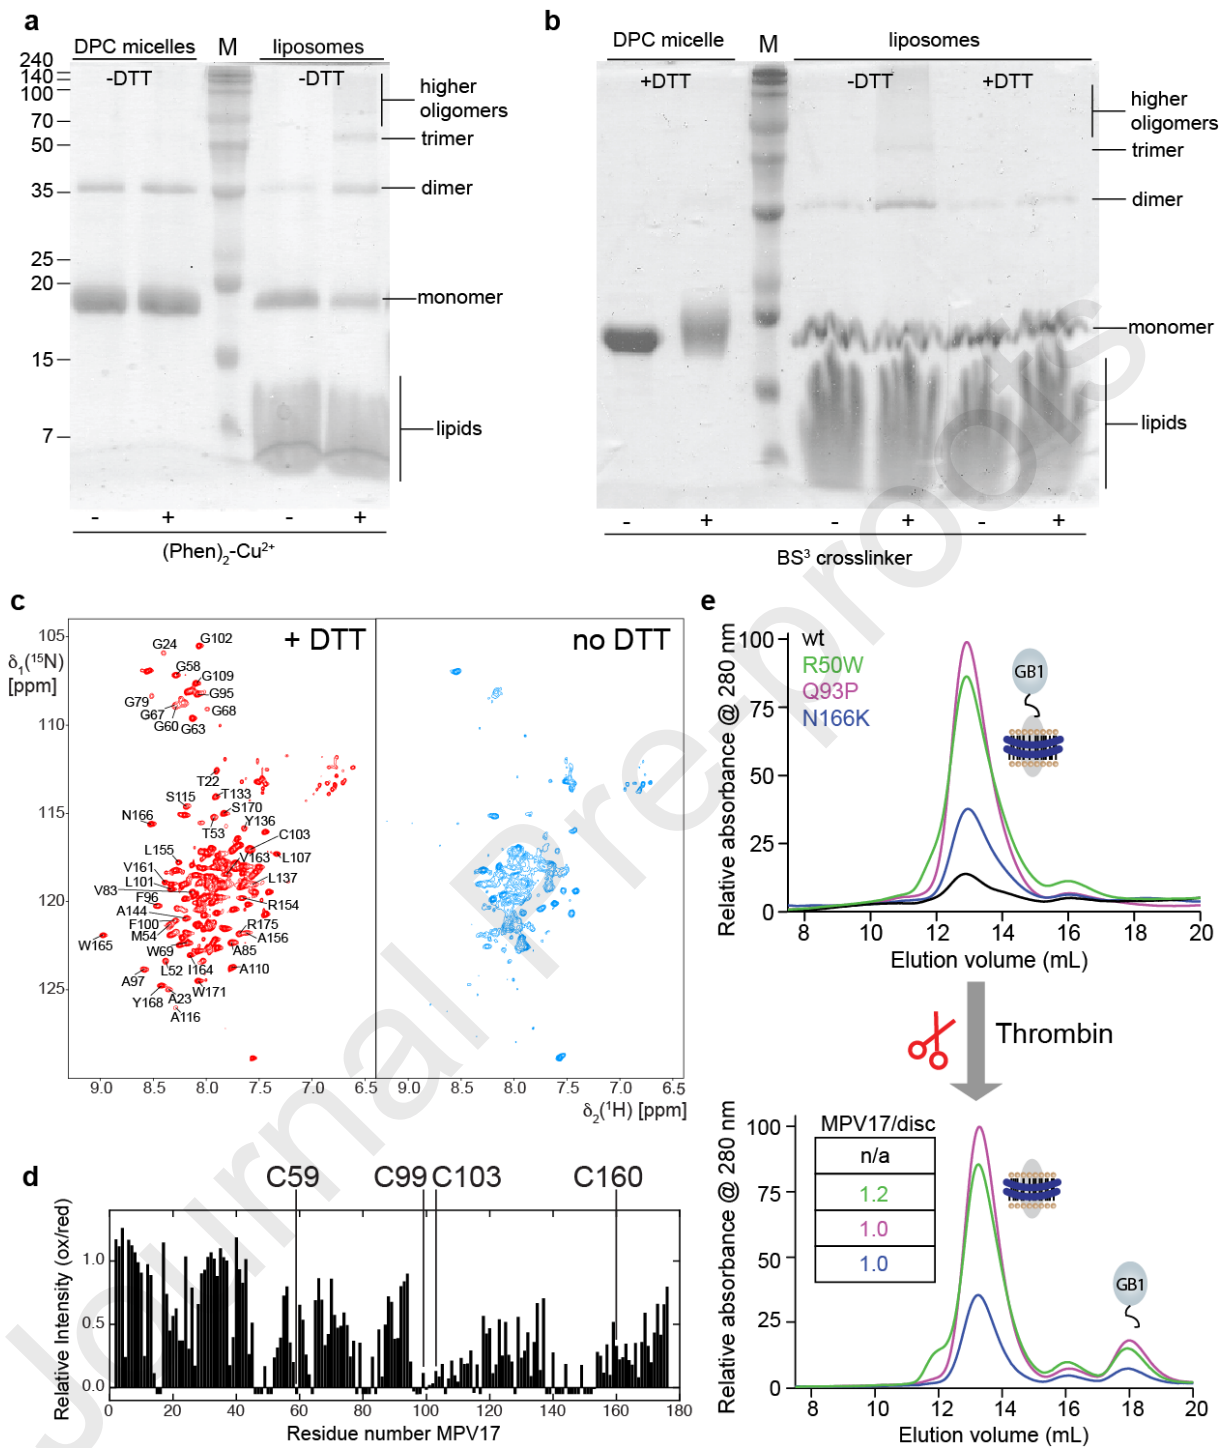 a
DPC micelles M liposomes
-DTT -DTT
240
140
100
70
50
35
25
20
15
7
higher
oligomers
trimer
dimer
monomer
lipids
- + - +
(Phen)₂-Cu²⁺
b
DPC micelle M liposomes
+DTT -DTT +DTT
higher
oligomers
trimer
dimer
monomer
lipids
- + - + - +
BS³ crosslinker
c
+ DTT
no DTT
δ₁(¹⁵N)
[ppm]
105
110
115
120
125
G24
G102
G58
G109
G79
G95
G67
G68
G60
G63
T22
S115
T133
S170
N166
Y136
T53
C103
L155
V163
L107
V161
L101
L137
V83
F96
R154
A144
F100
R175
M54
A156
W165
W69
A85
L52
I164
A110
A97
W171
Y168
A23
A116
9.0 8.5 8.0 7.5 7.0 6.5
9.0 8.5 8.0 7.5 7.0 6.5
δ₂(¹H) [ppm]
d
C59 C99 C103 C160
Relative Intensity (ox/red)
1.0
0.5
0.0
0 20 40 60 80 100 120 140 160 180
Residue number MPV17
e
Relative absorbance @ 280 nm
100
75
50
25
0
wt
R50W
Q93P
N166K
GB1
8 10 12 14 16 18 20
Elution volume (mL)
Thrombin
Relative absorbance @ 280 nm
100
75
50
25
0
MPV17/disc
n/a
1.2
1.0
1.0
GB1
8 10 12 14 16 18 20
Elution volume (mL)
Journal Pre-proofs